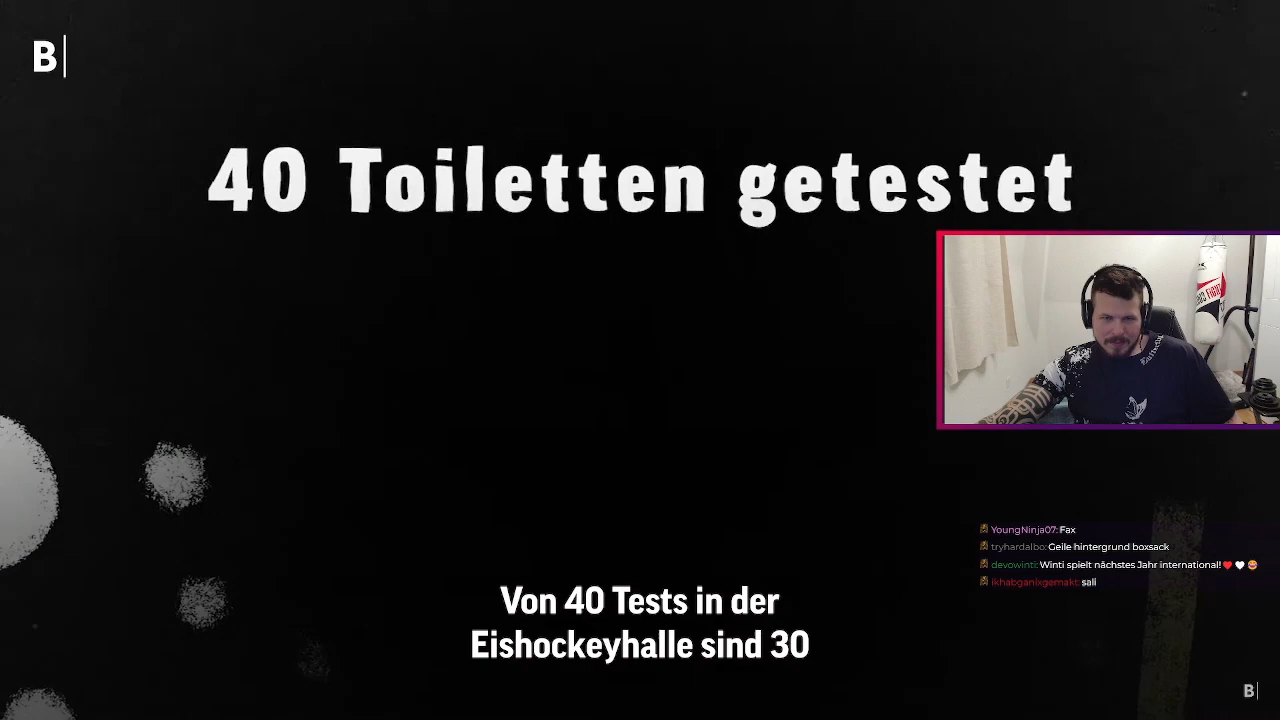 B|
40 Toiletten getestet
FIGHT
YoungNinja07: Fax
tryhardalbo: Geile hintergrund boxsack
devowinti: Winti spielt nächstes Jahr international!❤️🤍😍
ikhabganixgemakt: sali
Von 40 Tests in der
Eishockeyhalle sind 30
B|